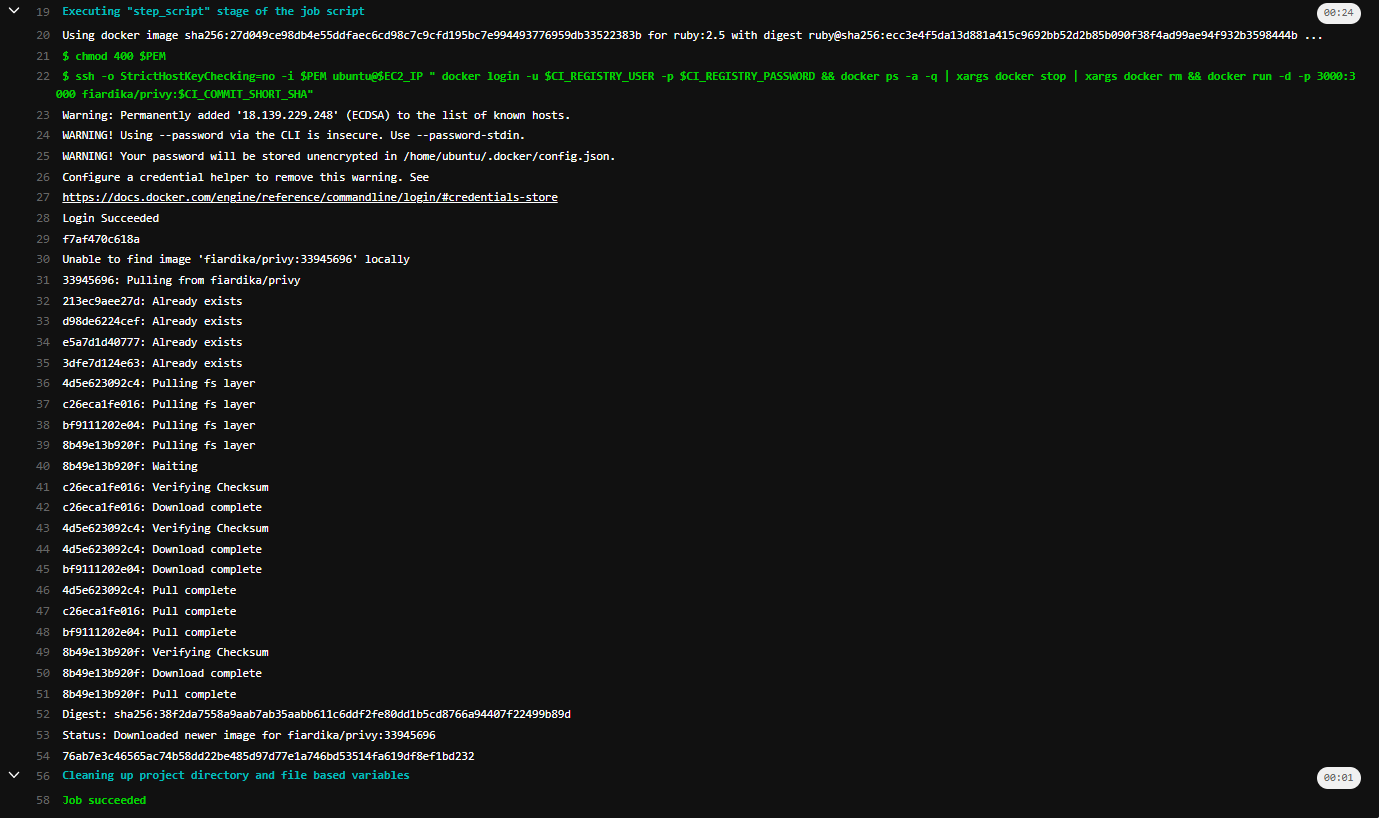 19 Executing "step_script" stage of the job script 00:24
20 Using docker image sha256:27d049ce98db4e55ddfaec6cd98c7c9cfd195bc7e994493776959db33522383b for ruby:2.5 with digest ruby@sha256:ecc3e4f5da13d881a415c9692bb52d2b85b090f38f4ad99ae94f932b3598444b ...
21 $ chmod 400 $PEM
22 $ ssh -o StrictHostKeyChecking=no -i $PEM ubuntu@$EC2_IP " docker login -u $CI_REGISTRY_USER -p $CI_REGISTRY_PASSWORD && docker ps -a -q | xargs docker stop | xargs docker rm && docker run -d -p 3000:3
000 fiardika/privy:$CI_COMMIT_SHORT_SHA"
23 Warning: Permanently added '18.139.229.248' (ECDSA) to the list of known hosts.
24 WARNING! Using --password via the CLI is insecure. Use --password-stdin.
25 WARNING! Your password will be stored unencrypted in /home/ubuntu/.docker/config.json.
26 Configure a credential helper to remove this warning. See
27 https://docs.docker.com/engine/reference/commandline/login/#credentials-store
28 Login Succeeded
29 f7af470c618a
30 Unable to find image 'fiardika/privy:33945696' locally
31 33945696: Pulling from fiardika/privy
32 213ec9aee27d: Already exists
33 d98de6224cef: Already exists
34 e5a7d1d40777: Already exists
35 3dfe7d124e63: Already exists
36 4d5e623092c4: Pulling fs layer
37 c26eca1fe016: Pulling fs layer
38 bf9111202e04: Pulling fs layer
39 8b49e13b920f: Pulling fs layer
40 8b49e13b920f: Waiting
41 c26eca1fe016: Verifying Checksum
42 c26eca1fe016: Download complete
43 4d5e623092c4: Verifying Checksum
44 4d5e623092c4: Download complete
45 bf9111202e04: Download complete
46 4d5e623092c4: Pull complete
47 c26eca1fe016: Pull complete
48 bf9111202e04: Pull complete
49 8b49e13b920f: Verifying Checksum
50 8b49e13b920f: Download complete
51 8b49e13b920f: Pull complete
52 Digest: sha256:38f2da7558a9aab7ab35aabb611c6ddf2fe80dd1b5cd8766a94407f22499b89d
53 Status: Downloaded newer image for fiardika/privy:33945696
54 76ab7e3c46565ac74b58dd22be485d97d77e1a746bd53514fa619df8ef1bd232
56 Cleaning up project directory and file based variables 00:01
58 Job succeeded